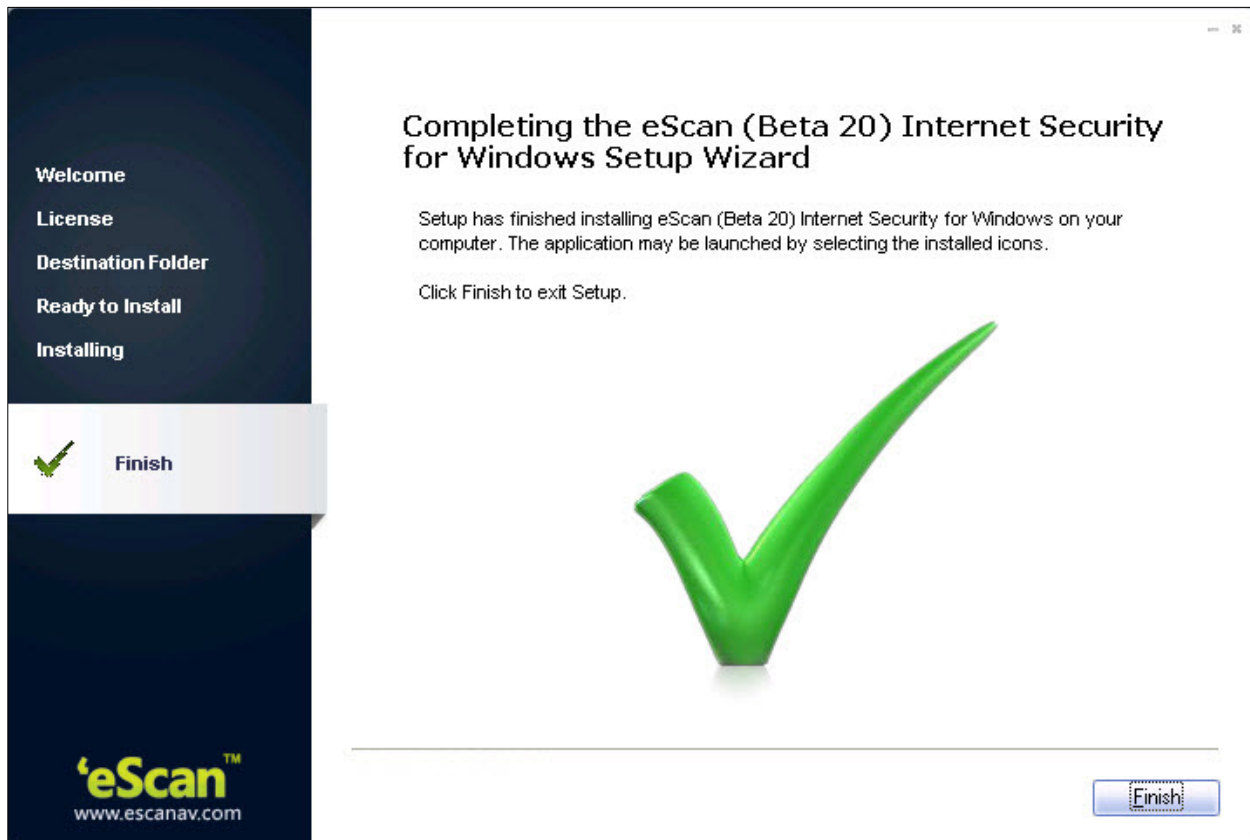 Completing the eScan (Beta 20) Internet Security
for Windows Setup Wizard
Welcome
License
Destination Folder
Ready to Install
Installing
Finish
Setup has finished installing eScan (Beta 20) Internet Security for Windows on your
computer. The application may be launched by selecting the installed icons.
Click Finish to exit Setup.
'eScan™
www.escanav.com
Finish